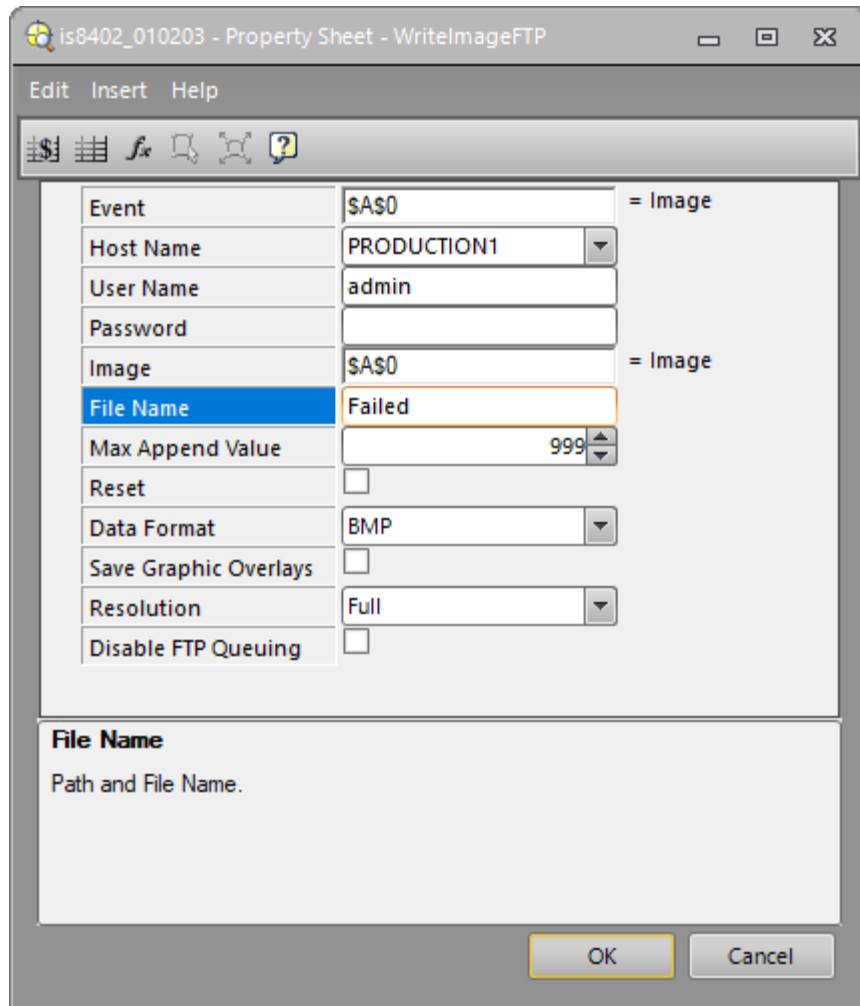 is8402_010203 - Property Sheet - WriteImageFTP
Edit Insert Help
$ fx ?
Event $A$0 = Image
Host Name PRODUCTION1
User Name admin
Password
Image $A$0 = Image
File Name Failed
Max Append Value 999
Reset
Data Format BMP
Save Graphic Overlays
Resolution Full
Disable FTP Queuing
File Name
Path and File Name.
OK Cancel